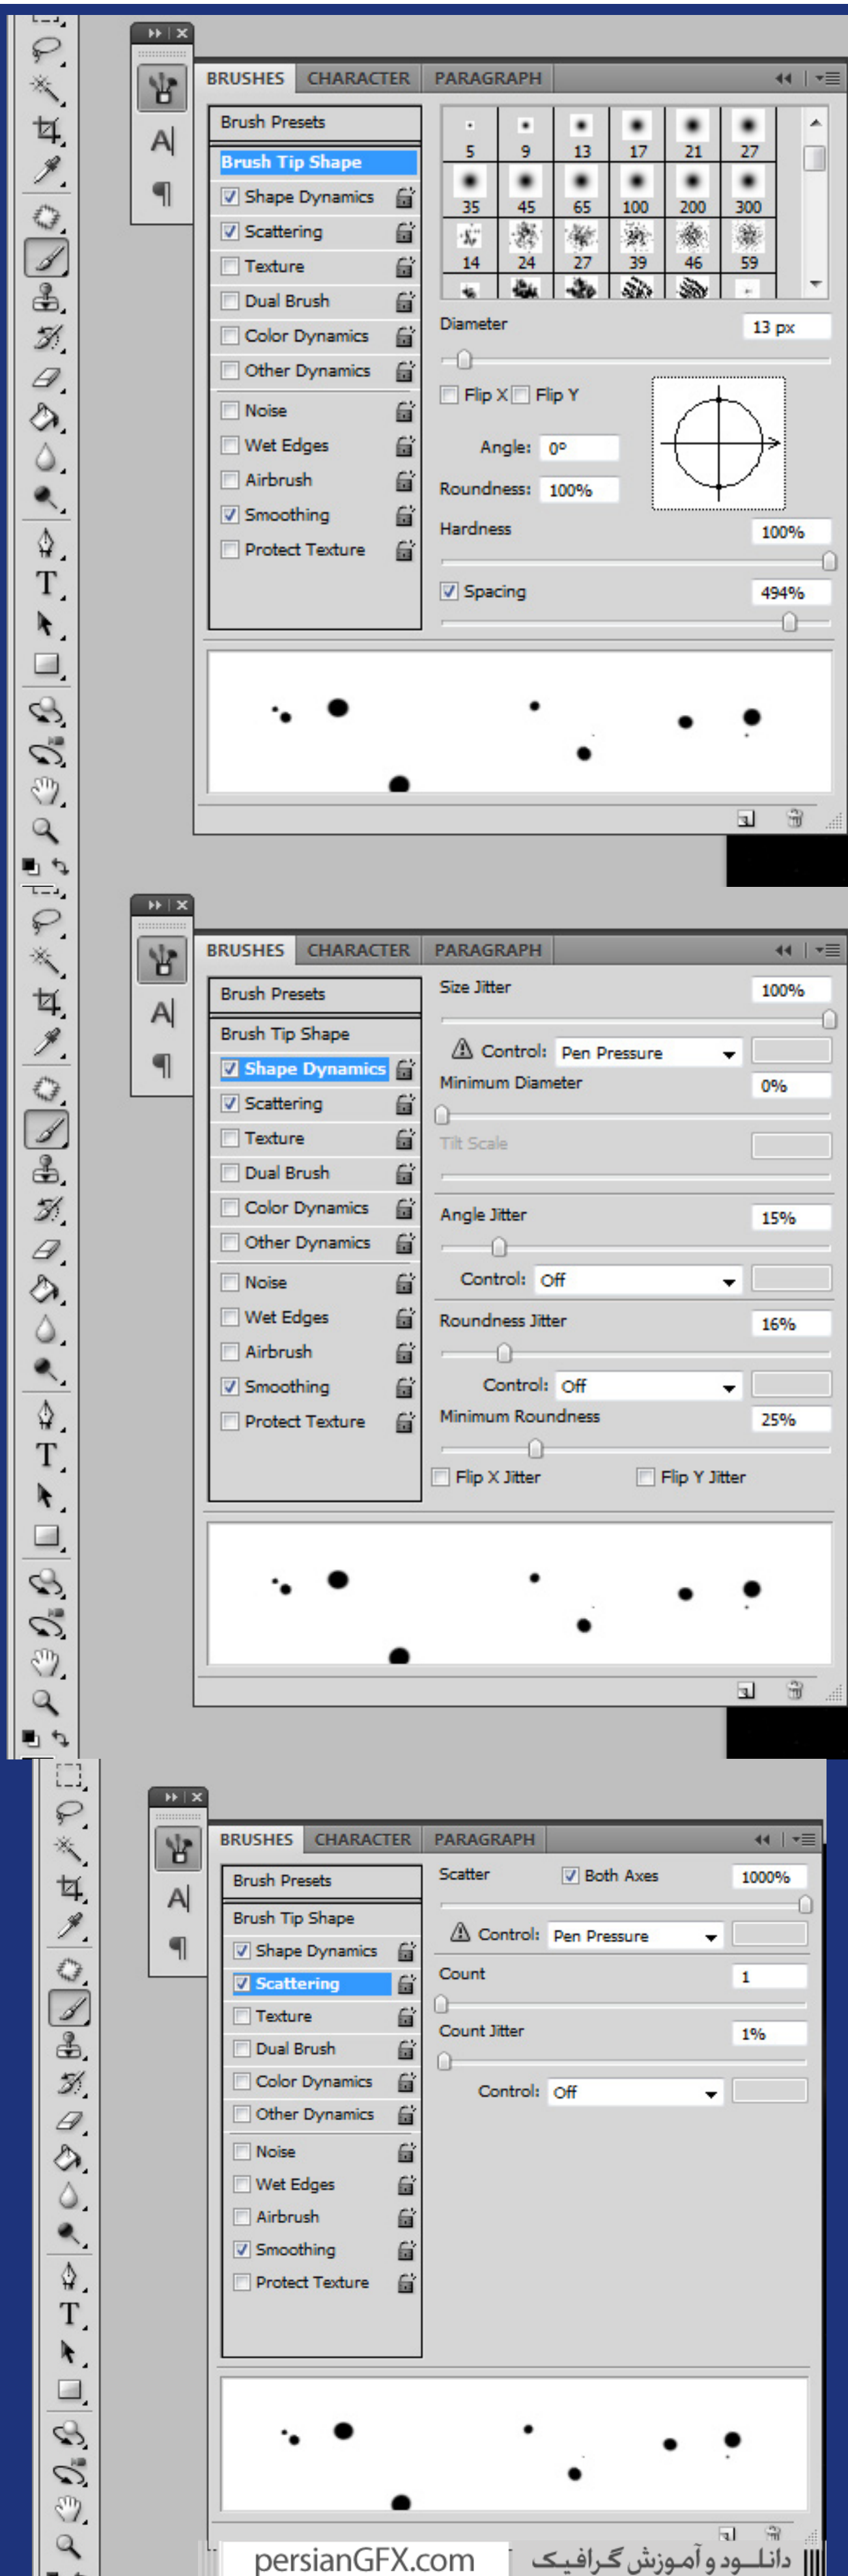 BRUSHES CHARACTER PARAGRAPH
Brush Presets
Brush Tip Shape
Shape Dynamics
Scattering
Texture
Dual Brush
Color Dynamics
Other Dynamics
Noise
Wet Edges
Airbrush
Smoothing
Protect Texture
5 9 13 17 21 27
35 45 65 100 200 300
14 24 27 39 46 59
Diameter 13 px
Flip X Flip Y
Angle: 0º
Roundness: 100%
Hardness 100%
Spacing 494%
BRUSHES CHARACTER PARAGRAPH
Brush Presets
Brush Tip Shape
Shape Dynamics
Scattering
Texture
Dual Brush
Color Dynamics
Other Dynamics
Noise
Wet Edges
Airbrush
Smoothing
Protect Texture
Size Jitter 100%
Control: Pen Pressure
Minimum Diameter 0%
Tilt Scale
Angle Jitter 15%
Control: Off
Roundness Jitter 16%
Control: Off
Minimum Roundness 25%
Flip X Jitter Flip Y Jitter
BRUSHES CHARACTER PARAGRAPH
Brush Presets
Brush Tip Shape
Shape Dynamics
Scattering
Texture
Dual Brush
Color Dynamics
Other Dynamics
Noise
Wet Edges
Airbrush
Smoothing
Protect Texture
Scatter Both Axes 1000%
Control: Pen Pressure
Count 1
Count Jitter 1%
Control: Off
persianGFX.com دانلــود و آموزش گرافیک